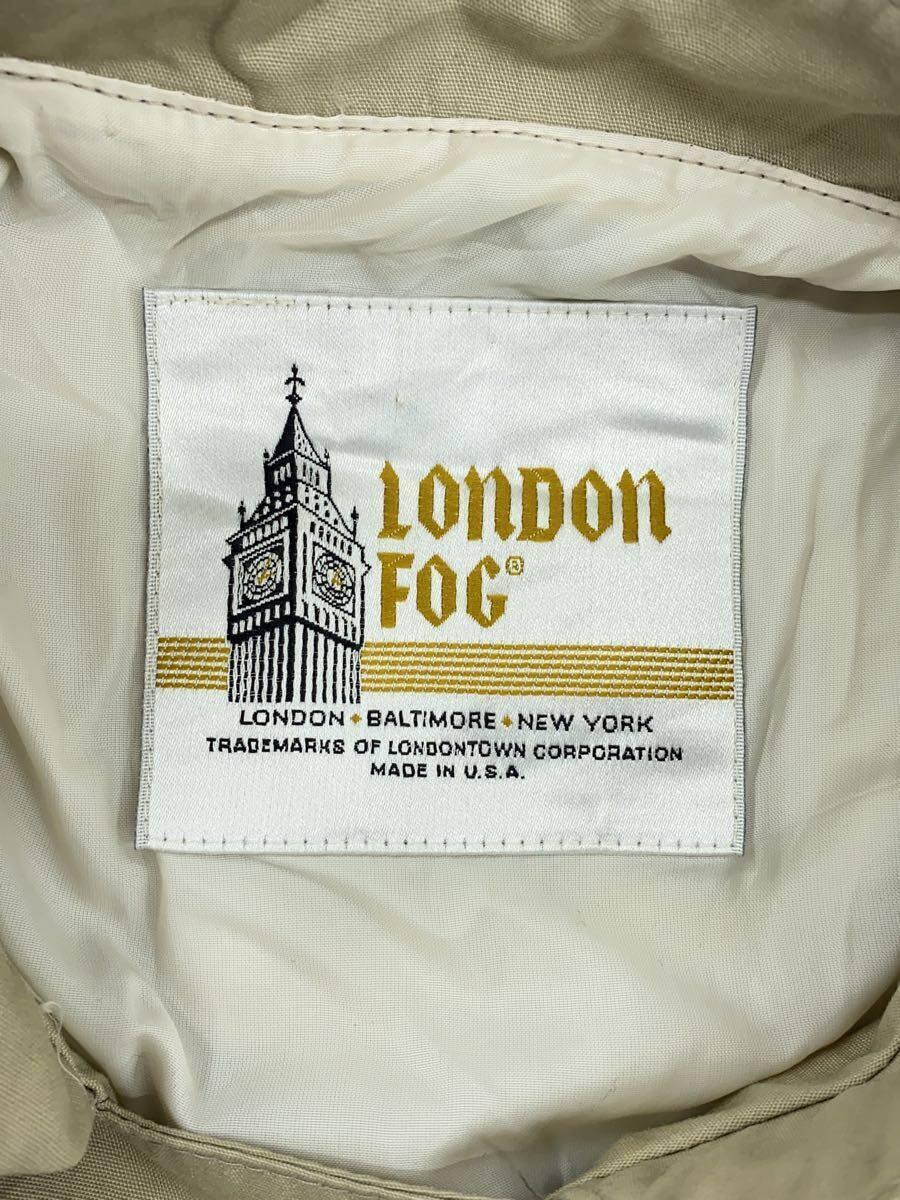 LONDON
FOG®
LONDON ✦ BALTIMORE ✦ NEW YORK
TRADEMARKS OF LONDONTOWN CORPORATION
MADE IN U.S.A.